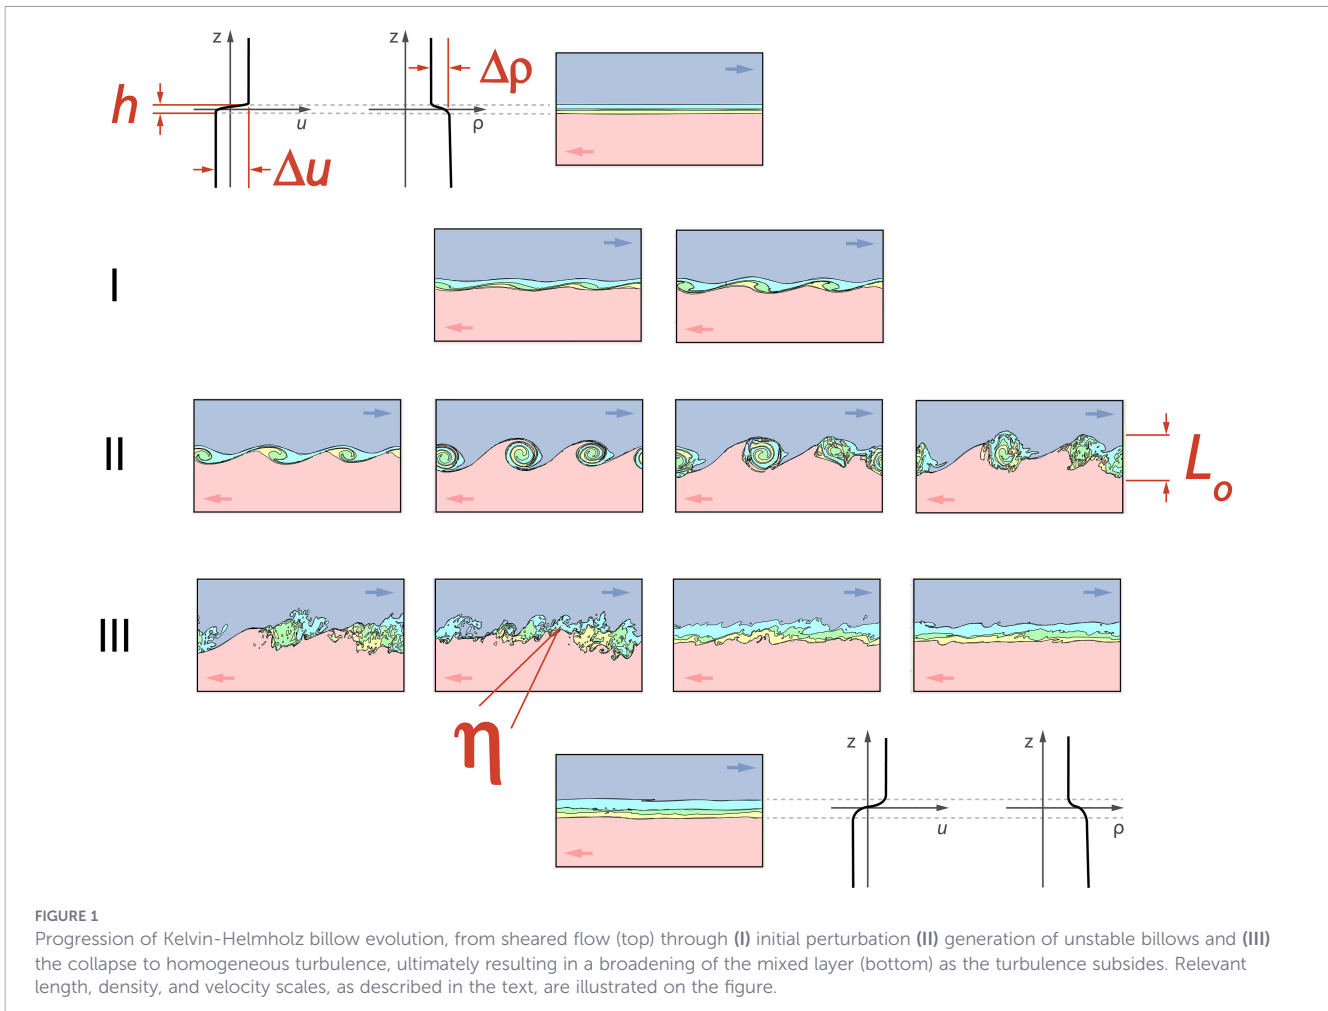 z
z
Δρ
h
u
ρ
Δu
I
II
Lo
III
η
z
z
u
ρ
FIGURE 1
Progression of Kelvin-Helmholz billow evolution, from sheared flow (top) through (I) initial perturbation (II) generation of unstable billows and (III)
the collapse to homogeneous turbulence, ultimately resulting in a broadening of the mixed layer (bottom) as the turbulence subsides. Relevant
length, density, and velocity scales, as described in the text, are illustrated on the figure.